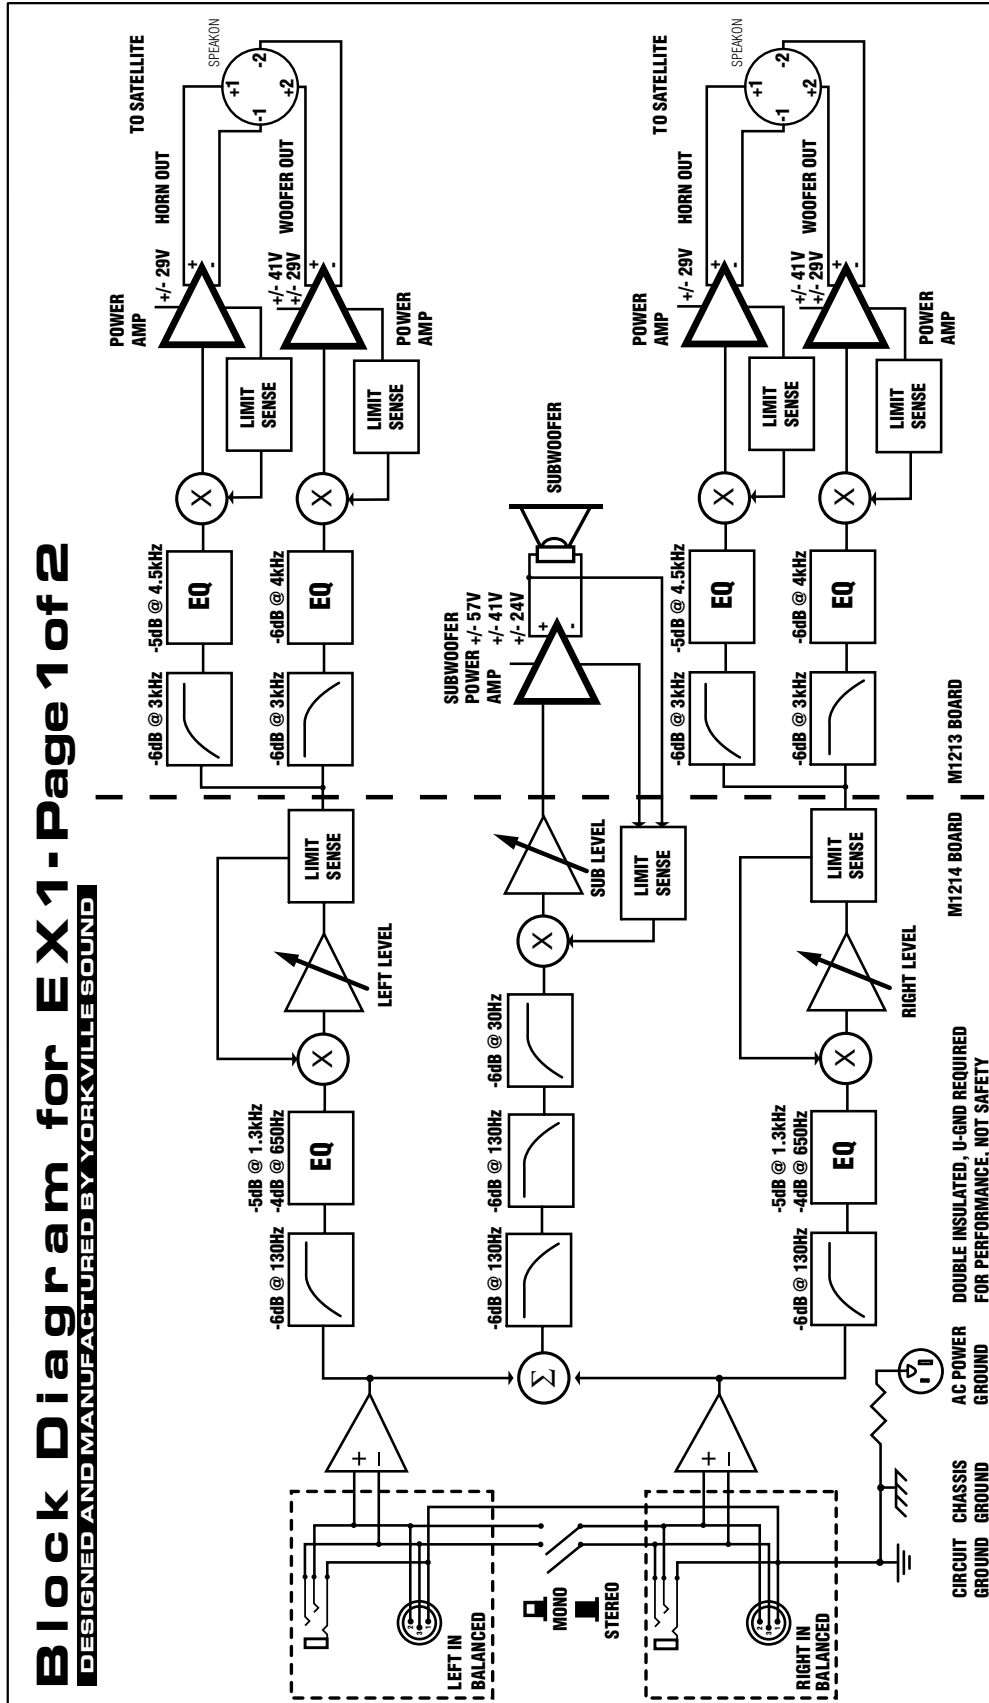 Block Diagram for EX1-Page 1 of 2
DESIGNED AND MANUFACTURED BY YORKVILLE SOUND
LEFT IN
BALANCED
2
3
1
+
−
-6dB @ 130Hz
-5dB @ 1.3kHz
-4dB @ 650Hz
EQ
X
LEFT LEVEL
LIMIT
SENSE
-6dB @ 3kHz
-5dB @ 4.5kHz
EQ
X
LIMIT
SENSE
POWER
AMP
+/- 29V
HORN OUT
+
-
-6dB @ 3kHz
-6dB @ 4kHz
EQ
X
LIMIT
SENSE
POWER
AMP
+/- 41V
+/- 29V
WOOFER OUT
+
-
TO SATELLITE
SPEAKON
+1
-1
+2
-2
MONO
STEREO
Σ
-6dB @ 130Hz
-6dB @ 130Hz
-6dB @ 30Hz
X
SUB LEVEL
LIMIT
SENSE
SUBWOOFER
POWER +/- 57V
AMP +/- 41V
+/- 24V
+
-
SUBWOOFER
RIGHT IN
BALANCED
2
3
1
+
−
-6dB @ 130Hz
-5dB @ 1.3kHz
-4dB @ 650Hz
EQ
X
RIGHT LEVEL
LIMIT
SENSE
-6dB @ 3kHz
-5dB @ 4.5kHz
EQ
X
LIMIT
SENSE
POWER
AMP
+/- 29V
HORN OUT
+
-
-6dB @ 3kHz
-6dB @ 4kHz
EQ
X
LIMIT
SENSE
POWER
AMP
+/- 41V
+/- 29V
WOOFER OUT
+
-
TO SATELLITE
SPEAKON
+1
-1
+2
-2
CIRCUIT
GROUND
CHASSIS
GROUND
AC POWER
GROUND
DOUBLE INSULATED, U-GND REQUIRED
FOR PERFORMANCE. NOT SAFETY
M1214 BOARD
M1213 BOARD